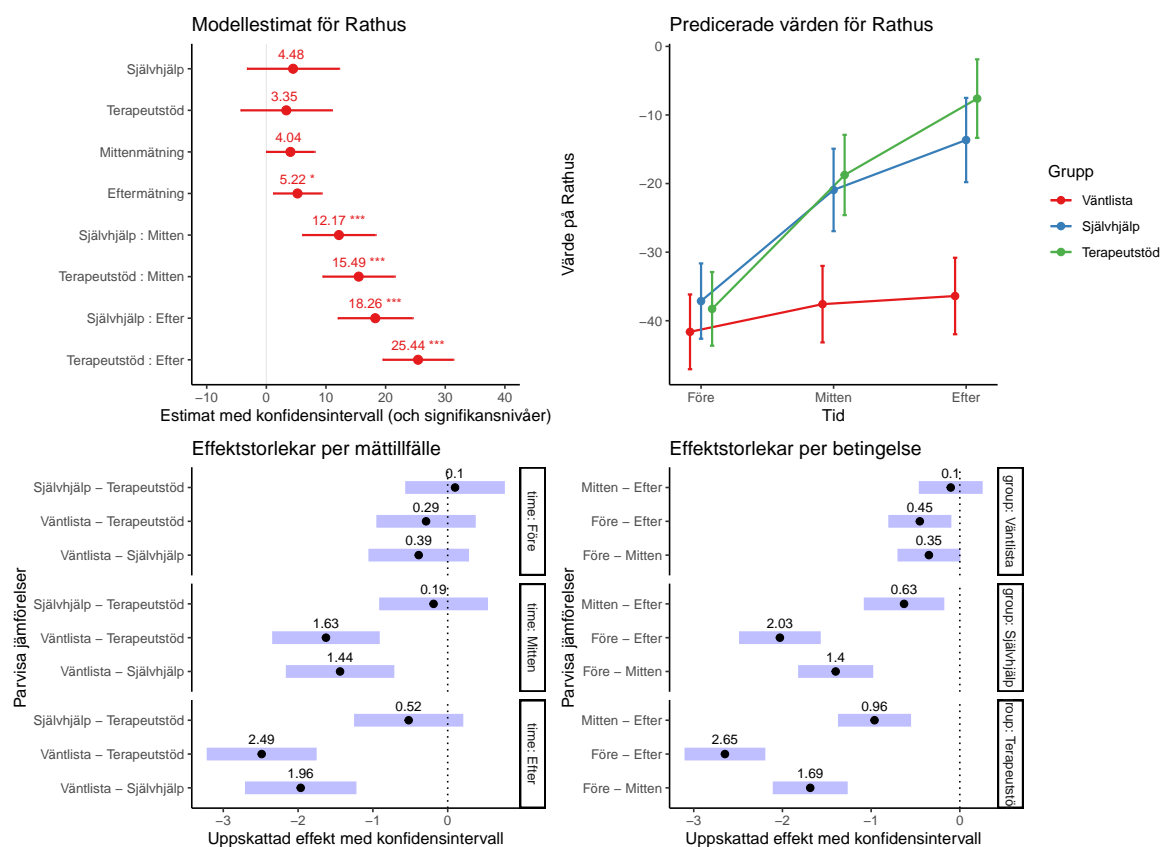 Modellestimat för Rathus
Självhjälp
Terapeutstöd
Mittenmätning
Eftermätning
Självhjälp : Mitten
Terapeutstöd : Mitten
Självhjälp : Efter
Terapeutstöd : Efter
4.48
3.35
4.04
5.22 *
12.17 ***
15.49 ***
18.26 ***
25.44 ***
−10 0 10 20 30 40
Estimat med konfidensintervall (och signifikansnivåer)
Predicerade värden för Rathus
Värde på Rathus
0
−10
−20
−30
−40
Före Mitten Efter
Tid
Grupp
Väntlista
Självhjälp
Terapeutstöd
Effektstorlekar per mättillfälle
Parvisa jämförelser
Självhjälp − Terapeutstöd
Väntlista − Terapeutstöd
Väntlista − Självhjälp
0.1
0.29
0.39
time: Före
Självhjälp − Terapeutstöd
Väntlista − Terapeutstöd
Väntlista − Självhjälp
0.19
1.63
1.44
time: Mitten
Självhjälp − Terapeutstöd
Väntlista − Terapeutstöd
Väntlista − Självhjälp
0.52
2.49
1.96
time: Efter
−3 −2 −1 0
Uppskattad effekt med konfidensintervall
Effektstorlekar per betingelse
Parvisa jämförelser
Mitten − Efter
Före − Efter
Före − Mitten
0.1
0.45
0.35
group: Väntlista
Mitten − Efter
Före − Efter
Före − Mitten
0.63
2.03
1.4
group: Självhjälp
Mitten − Efter
Före − Efter
Före − Mitten
0.96
2.65
1.69
roup: Terapeutstö
−3 −2 −1 0
Uppskattad effekt med konfidensintervall